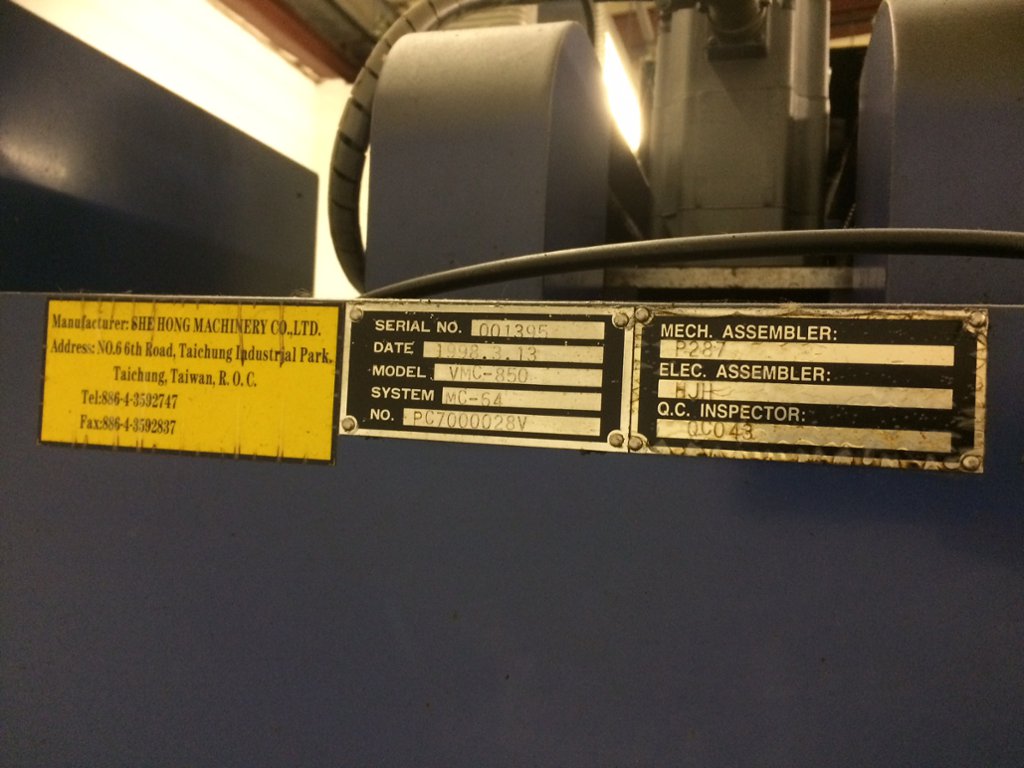 Manufacturer: SHE HONG MACHINERY CO.,LTD.
Address: NO.6 6th Road, Taichung Industrial Park.
Taichung, Taiwan, R. O. C.
Tel:886-4-3592747
Fax:886-4-3592837
SERIAL NO. 001395
DATE 1998.3.13
MODEL VMC-850
SYSTEM MC-64
NO. PC7000028V
MECH. ASSEMBLER:
P287
ELEC. ASSEMBLER:
HJH
Q.C. INSPECTOR:
QC043